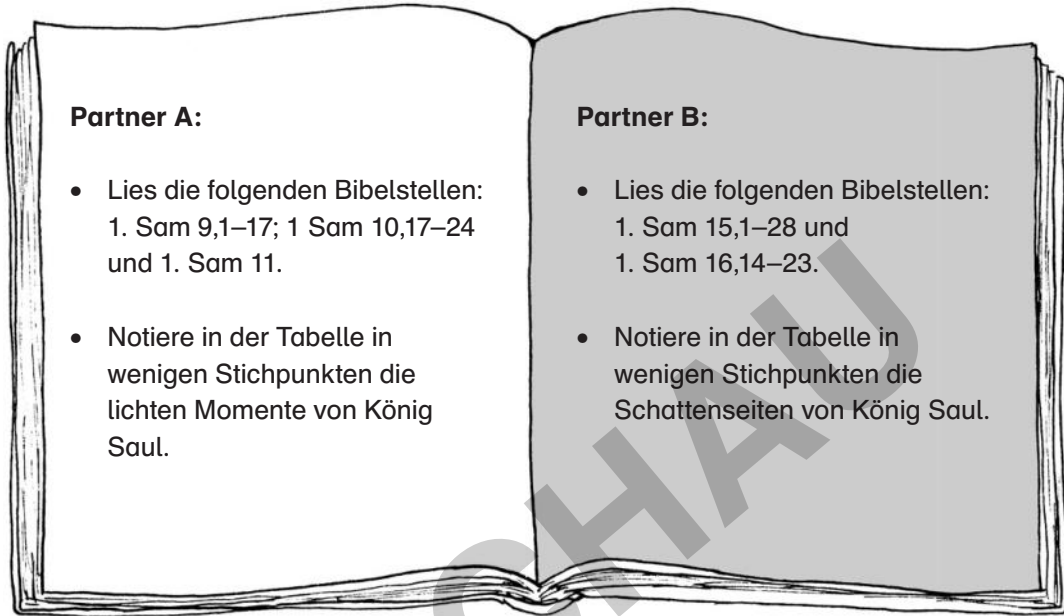 Partner A:
• Lies die folgenden Bibelstellen:
1. Sam 9,1–17; 1 Sam 10,17–24
und 1. Sam 11.
• Notiere in der Tabelle in
wenigen Stichpunkten die
lichten Momente von König
Saul.
Partner B:
• Lies die folgenden Bibelstellen:
1. Sam 15,1–28 und
1. Sam 16,14–23.
• Notiere in der Tabelle in
wenigen Stichpunkten die
Schattenseiten von König Saul.
CHAU